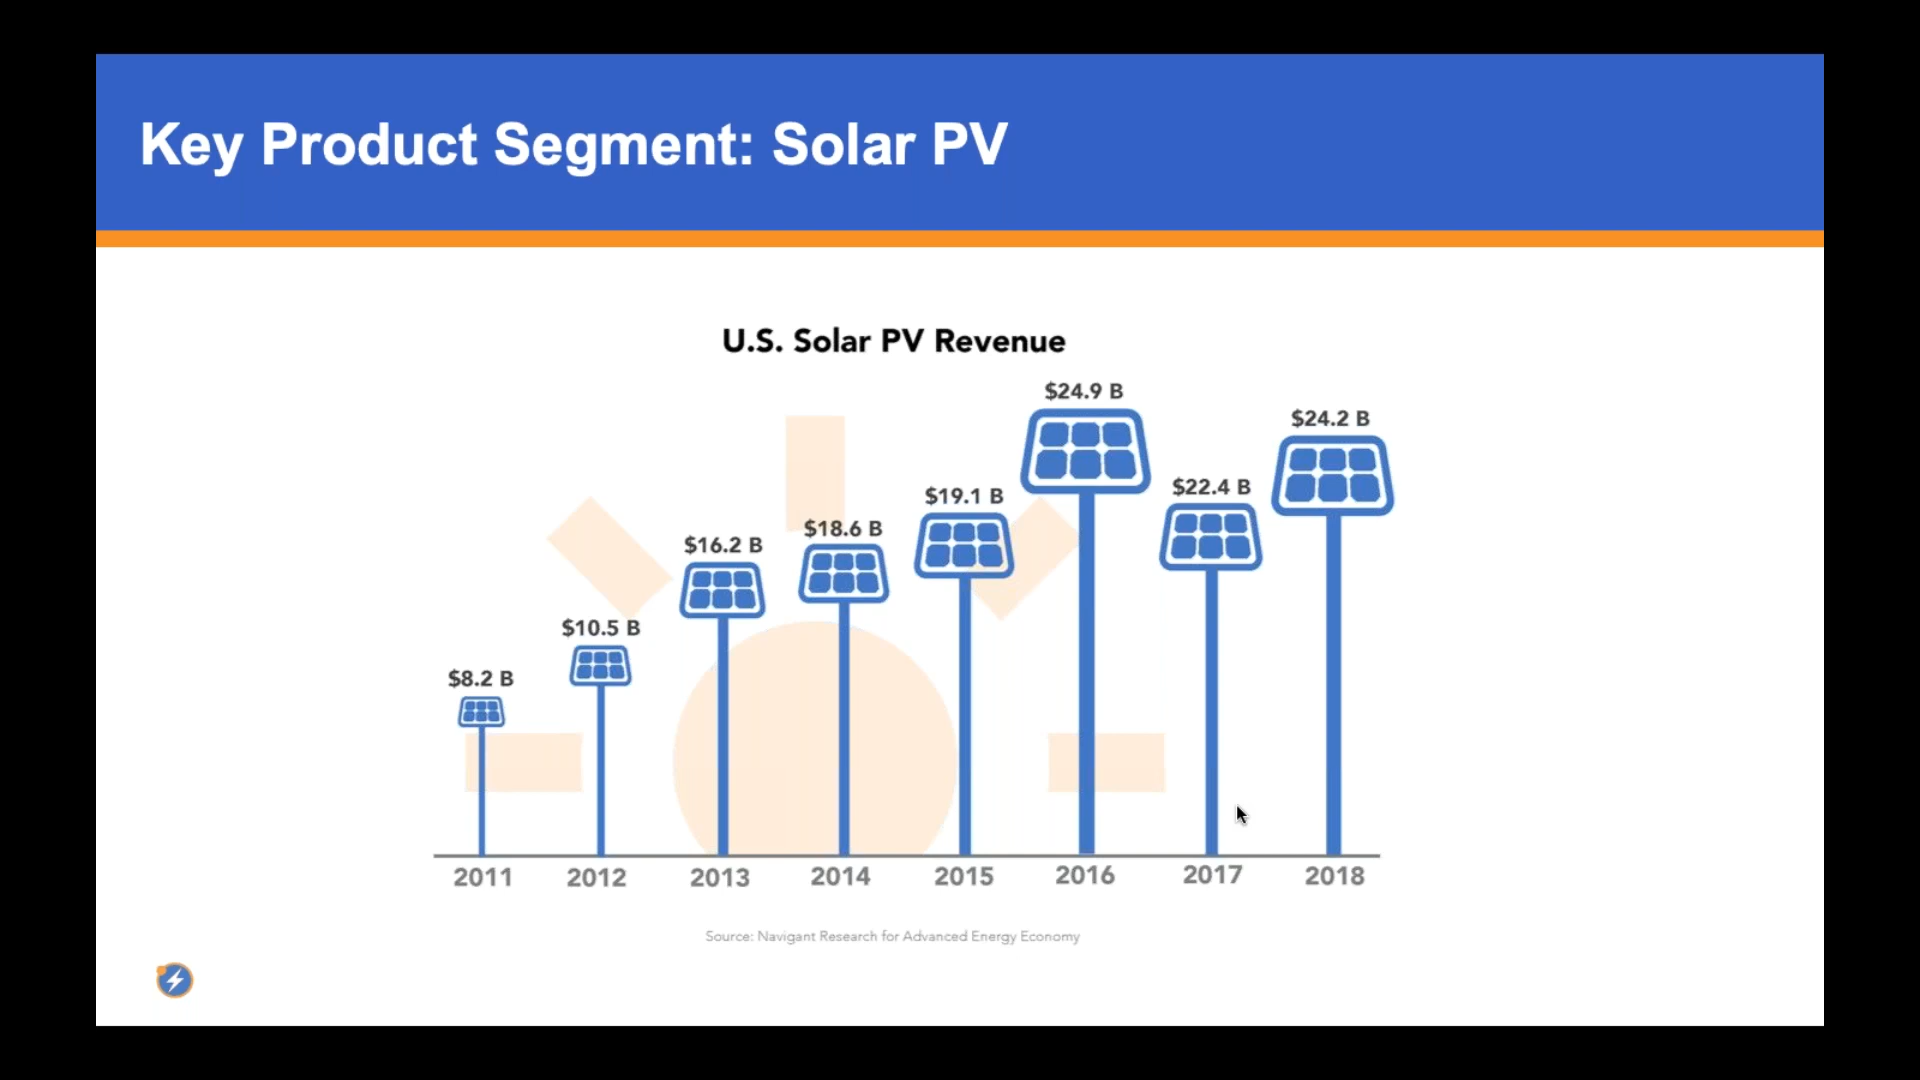 Key Product Segment: Solar PV
U.S. Solar PV Revenue
$8.2 B
$10.5 B
$16.2 B
$18.6 B
$19.1 B
$24.9 B
$22.4 B
$24.2 B
2011 2012 2013 2014 2015 2016 2017 2018
Source: Navigant Research for Advanced Energy Economy